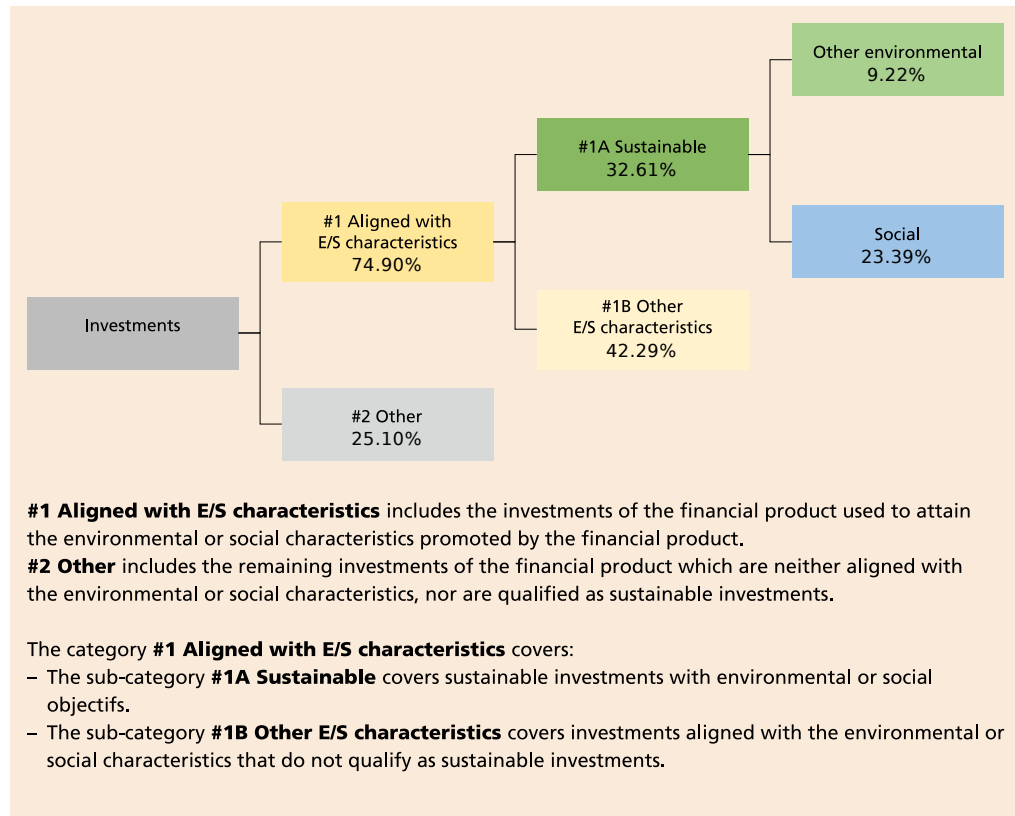 Other environmental
9.22%
#1A Sustainable
32.61%
#1 Aligned with
E/S characteristics
74.90%
Social
23.39%
Investments
#1B Other
E/S characteristics
42.29%
#2 Other
25.10%
#1 Aligned with E/S characteristics includes the investments of the financial product used to attain
the environmental or social characteristics promoted by the financial product.
#2 Other includes the remaining investments of the financial product which are neither aligned with
the environmental or social characteristics, nor are qualified as sustainable investments.
The category #1 Aligned with E/S characteristics covers:
– The sub-category #1A Sustainable covers sustainable investments with environmental or social
objectifs.
– The sub-category #1B Other E/S characteristics covers investments aligned with the environmental or
social characteristics that do not qualify as sustainable investments.